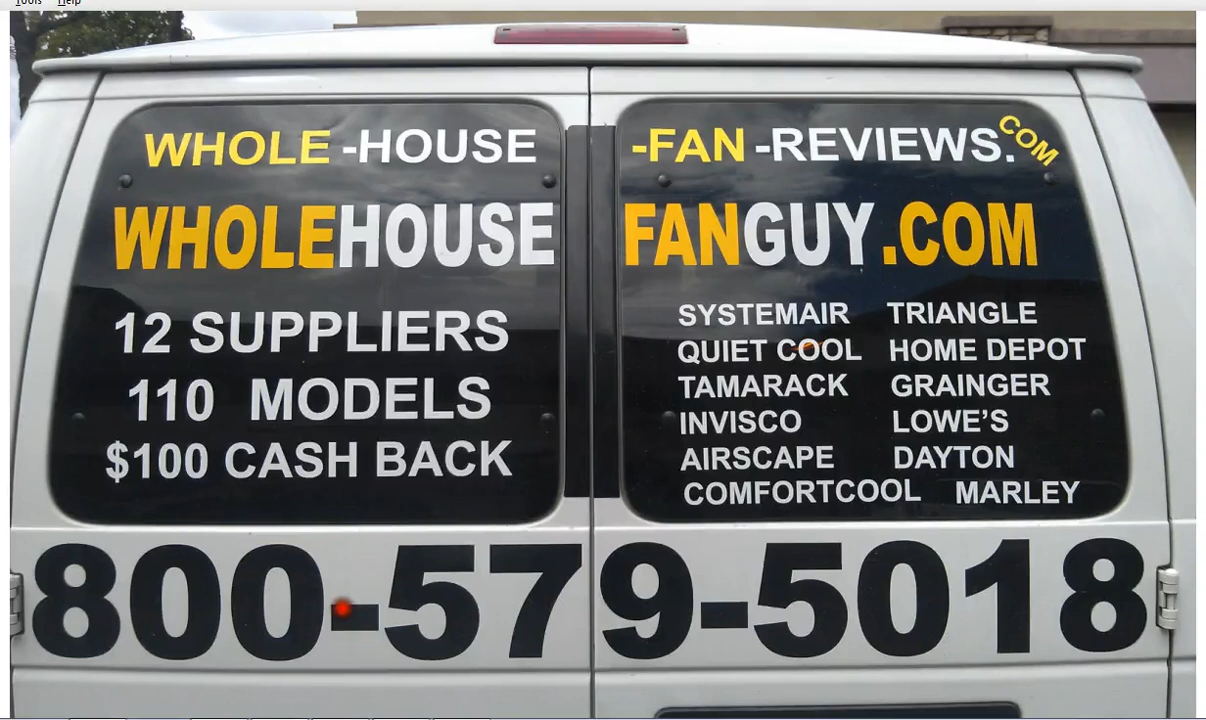 Tools Help
WHOLE-HOUSE-FAN-REVIEWS.COM
WHOLEHOUSEFANGUY.COM
12 SUPPLIERS
110 MODELS
$100 CASH BACK
SYSTEMAIR TRIANGLE
QUIET COOL HOME DEPOT
TAMARACK GRAINGER
INVISCO LOWE'S
AIRSCAPE DAYTON
COMFORTCOOL MARLEY
800-579-5018